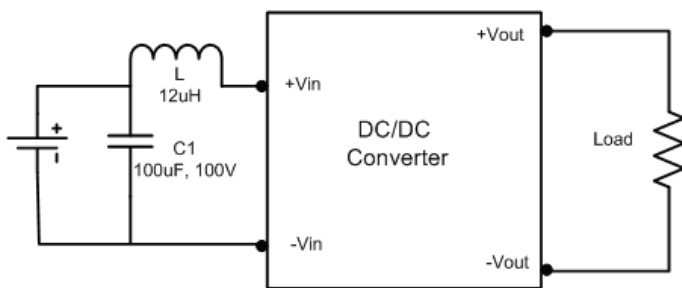 +Vout
L
12uH
+Vin
+
-
C1
100uF, 100V
DC/DC
Converter
Load
-Vin
-Vout